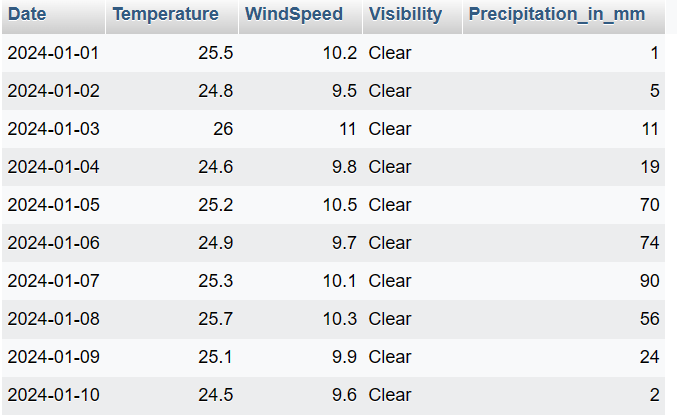 Date Temperature WindSpeed Visibility Precipitation_in_mm
2024-01-01 25.5 10.2 Clear 1
2024-01-02 24.8 9.5 Clear 5
2024-01-03 26 11 Clear 11
2024-01-04 24.6 9.8 Clear 19
2024-01-05 25.2 10.5 Clear 70
2024-01-06 24.9 9.7 Clear 74
2024-01-07 25.3 10.1 Clear 90
2024-01-08 25.7 10.3 Clear 56
2024-01-09 25.1 9.9 Clear 24
2024-01-10 24.5 9.6 Clear 2